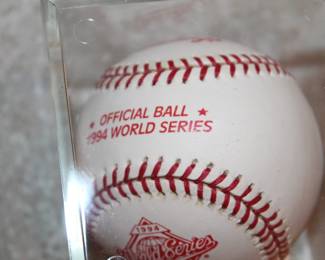 ★ OFFICIAL BALL ★
1994 WORLD SERIES
1994
World Series